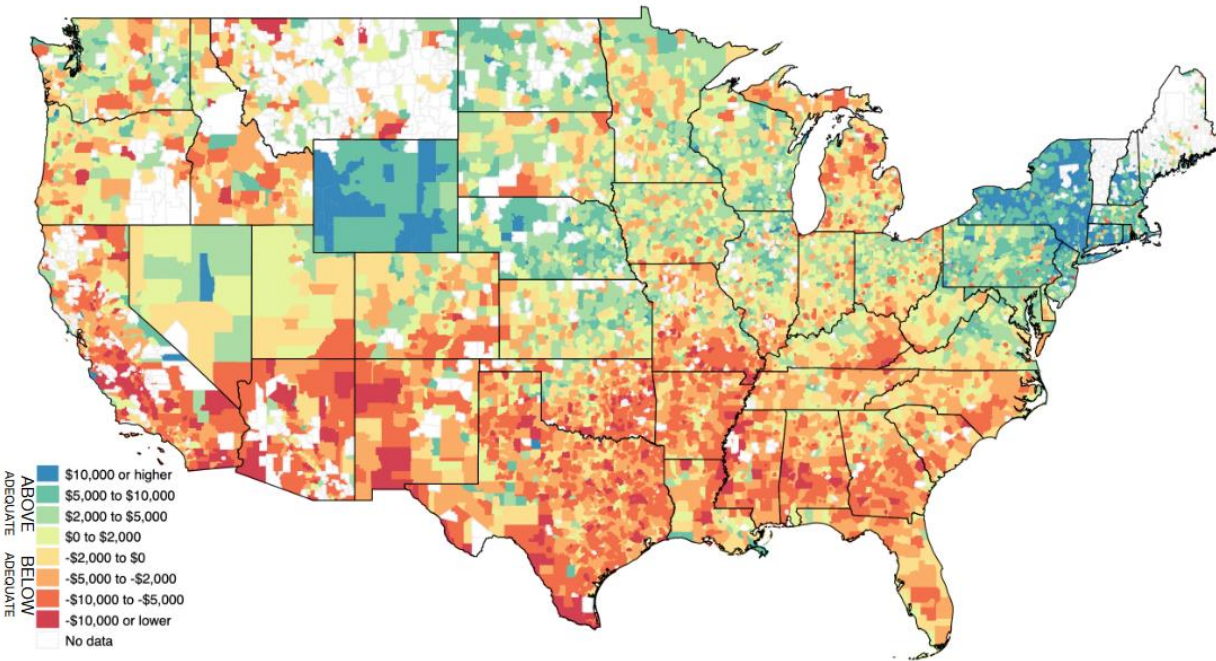 $10,000 or higher
$5,000 to $10,000
$2,000 to $5,000
$0 to $2,000
-$2,000 to $0
-$5,000 to -$2,000
-$10,000 to -$5,000
-$10,000 or lower
No data
ABOVE
ADEQUATE
BELOW
ADEQUATE